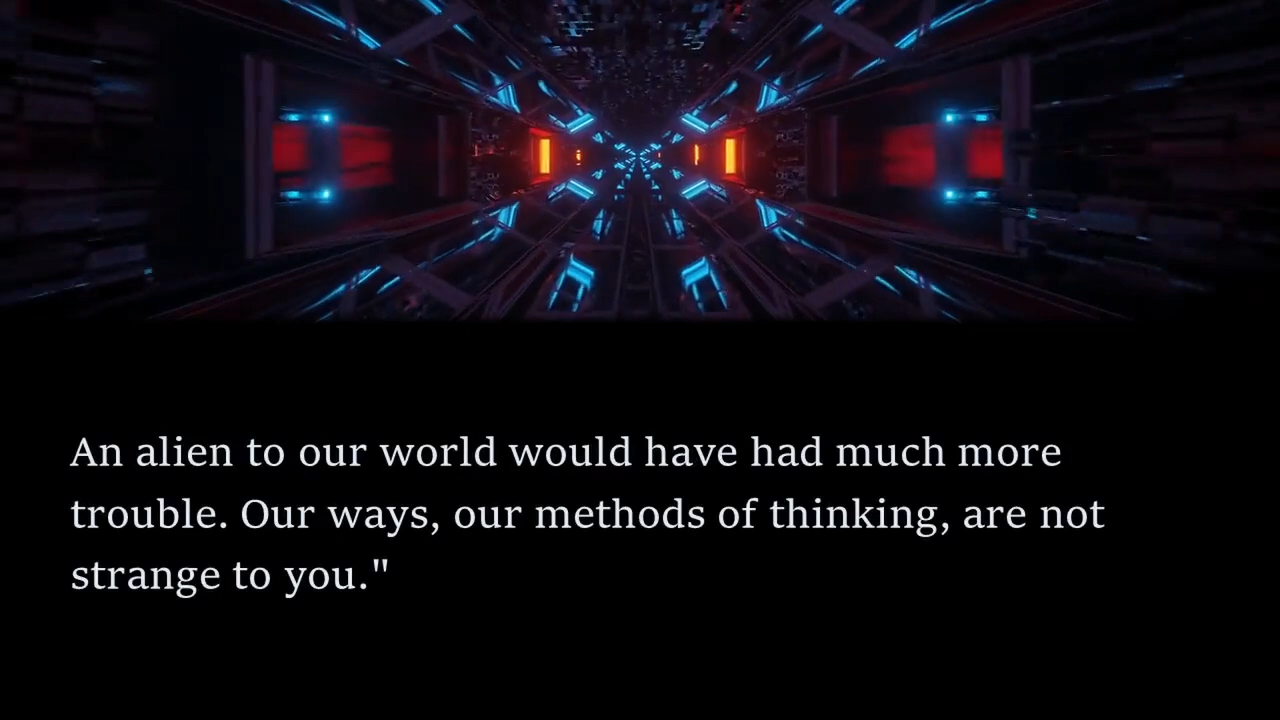 An alien to our world would have had much more
trouble. Our ways, our methods of thinking, are not
strange to you."